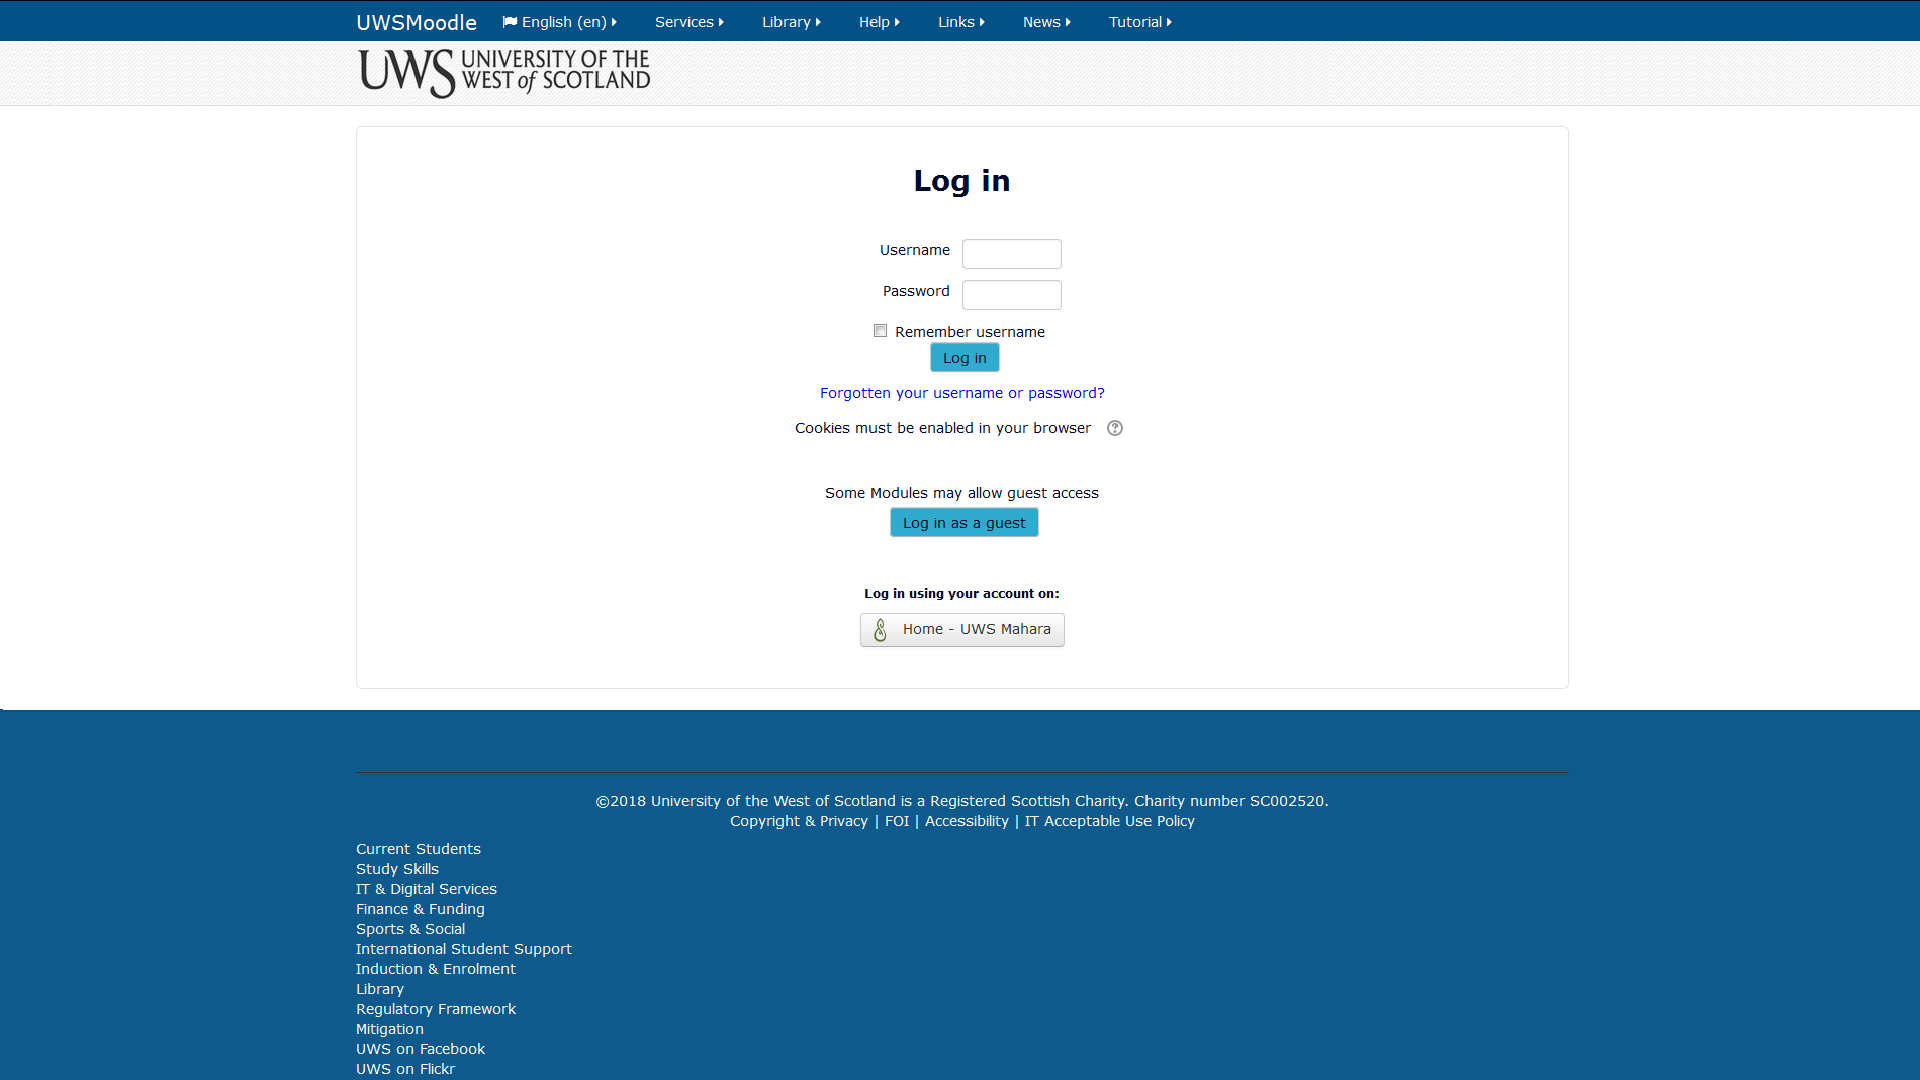 UWSMoodle English (en) Services Library Help Links News Tutorial
UWS UNIVERSITY OF THE
WEST of SCOTLAND
Log in
Username
Password
Remember username
Log in
Forgotten your username or password?
Cookies must be enabled in your browser ?
Some Modules may allow guest access
Log in as a guest
Log in using your account on:
Home - UWS Mahara
©2018 University of the West of Scotland is a Registered Scottish Charity. Charity number SC002520.
Copyright & Privacy | FOI | Accessibility | IT Acceptable Use Policy
Current Students
Study Skills
IT & Digital Services
Finance & Funding
Sports & Social
International Student Support
Induction & Enrolment
Library
Regulatory Framework
Mitigation
UWS on Facebook
UWS on Flickr